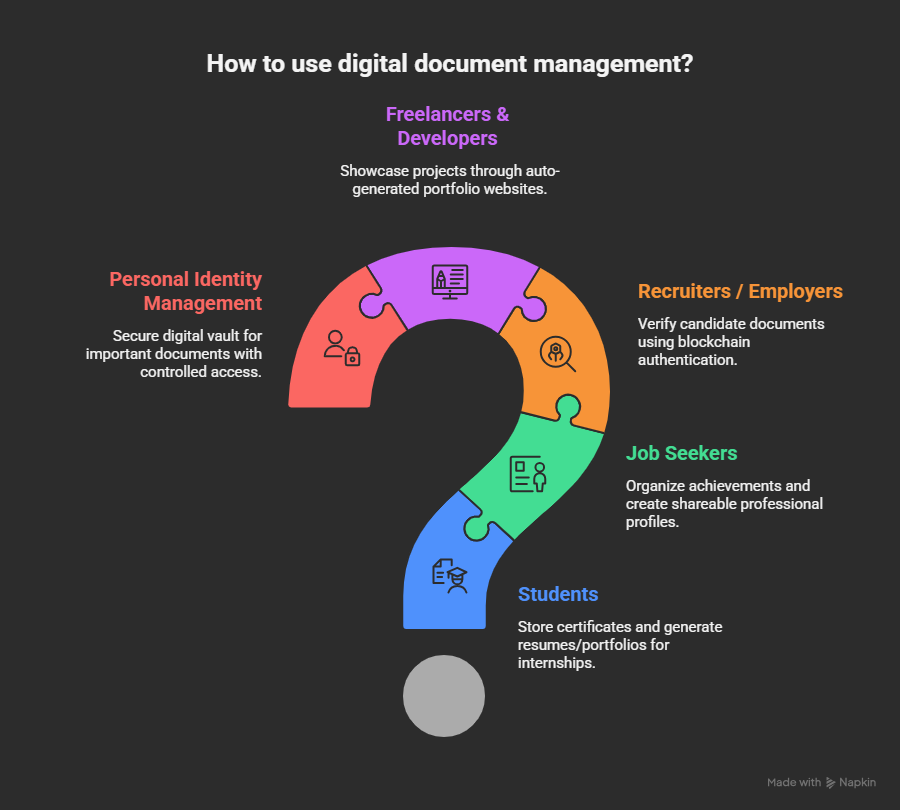 How to use digital document management?
Freelancers &
Developers
Showcase projects through auto-
generated portfolio websites.
Personal Identity
Management
Secure digital vault for
important documents with
controlled access.
Recruiters / Employers
Verify candidate documents
using blockchain
authentication.
Job Seekers
Organize achievements and
create shareable professional
profiles.
Students
Store certificates and generate
resumes/portfolios for
internships.
Made with Napkin